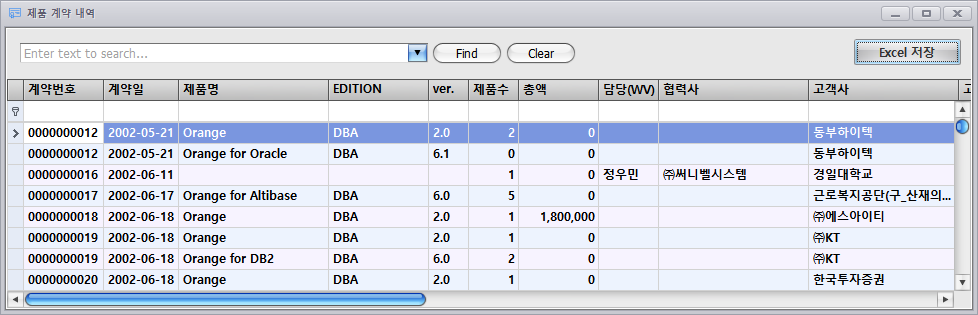 제품 계약 내역
Enter text to search...
Find
Clear
Excel 저장
계약번호 계약일 제품명 EDITION ver. 제품수 총액 담당(WV) 협력사 고객사
0000000012 2002-05-21 Orange DBA 2.0 2 0 동부하이텍
0000000012 2002-05-21 Orange for Oracle DBA 6.1 0 0 동부하이텍
0000000016 2002-06-11 1 0 정우민 ㈜써니벨시스템 경일대학교
0000000017 2002-06-17 Orange for Altibase DBA 6.0 5 0 근로복지공단(구_산재의...
0000000018 2002-06-18 Orange DBA 2.0 1 1,800,000 ㈜에스아이티
0000000019 2002-06-18 Orange DBA 2.0 1 0 ㈜KT
0000000019 2002-06-18 Orange for DB2 DBA 6.0 2 0 ㈜KT
0000000020 2002-06-18 Orange DBA 2.0 1 0 한국투자증권